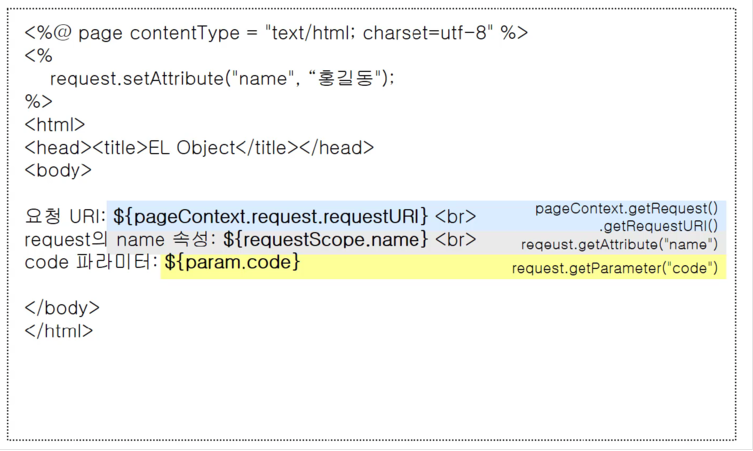 <%@ page contentType = "text/html; charset=utf-8" %>
<%
request.setAttribute("name", “홍길동");
%>
<html>
<head><title>EL Object</title></head>
<body>
요청 URI: ${pageContext.request.requestURI} <br>
pageContext.getRequest()
.getRequestURI()
request의 name 속성: ${requestScope.name} <br>
reqeust.getAttribute("name")
code 파라미터: ${param.code}
request.getParameter("code")
</body>
</html>